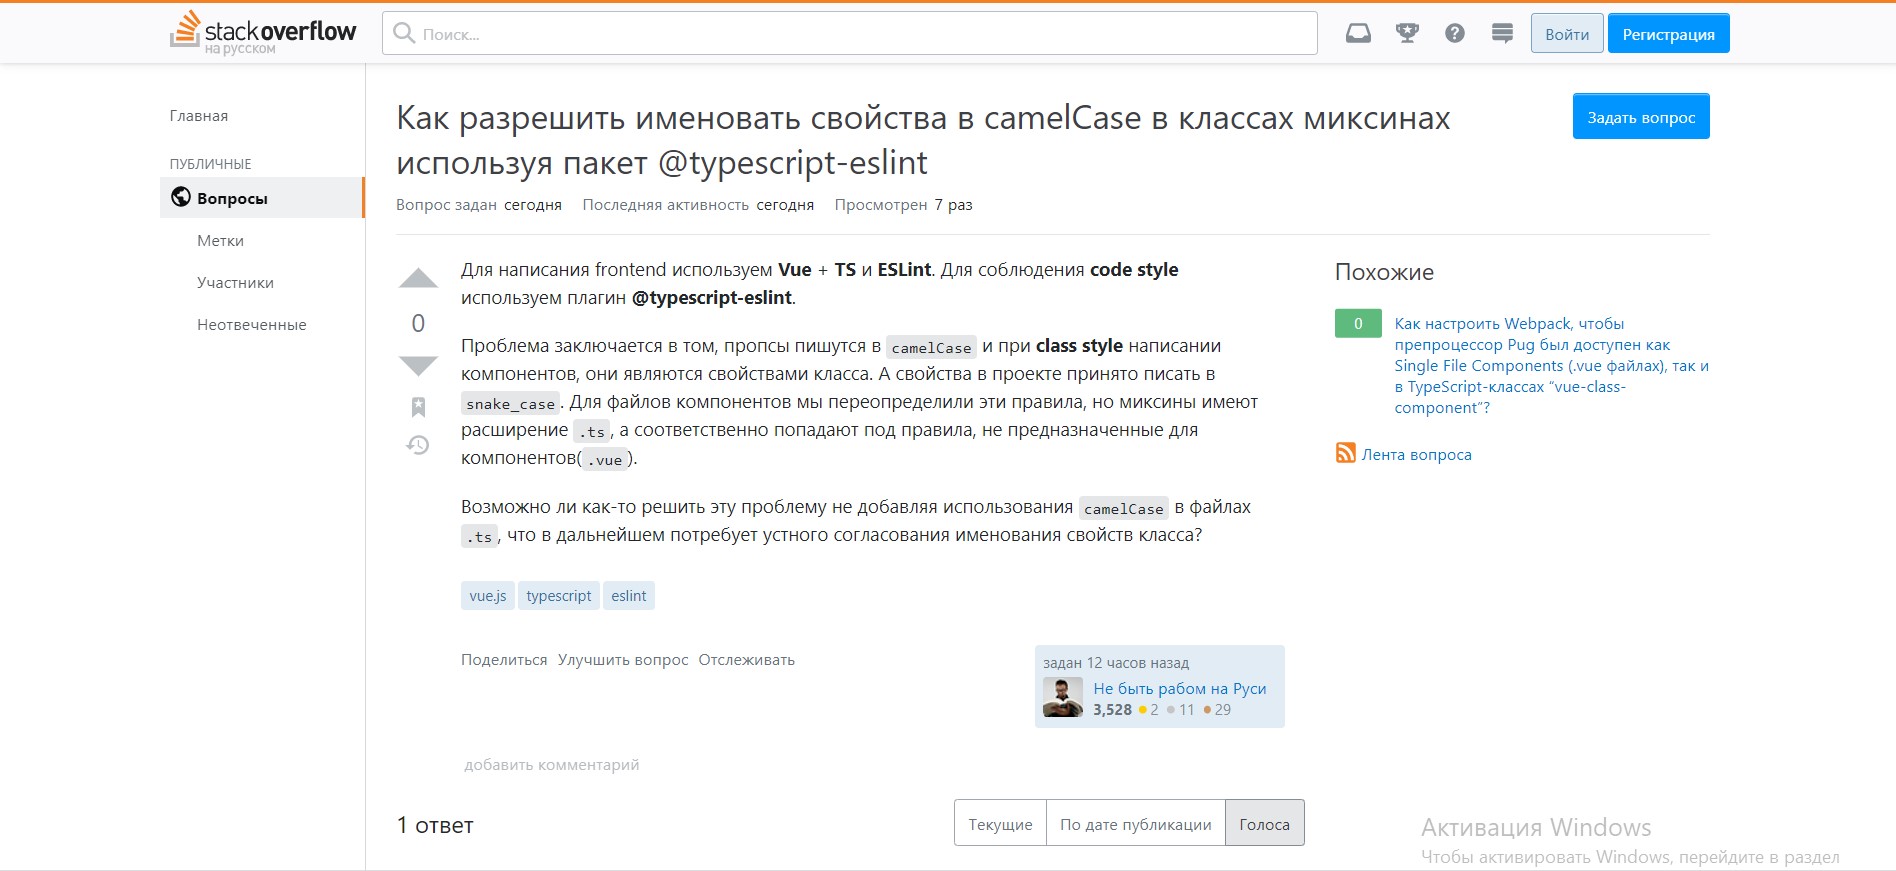 stackoverflow
на русском
Поиск...
Войти
Регистрация
Главная
ПУБЛИЧНЫЕ
Вопросы
Метки
Участники
Неотвеченные
Как разрешить именовать свойства в camelCase в классах миксинах
используя пакет @typescript-eslint
Задать вопрос
Вопрос задан сегодня Последняя активность сегодня Просмотрен 7 раз
0
Для написания frontend используем Vue + TS и ESLint. Для соблюдения code style
используем плагин @typescript-eslint.
Проблема заключается в том, пропсы пишутся в camelCase и при class style написании
компонентов, они являются свойствами класса. А свойства в проекте принято писать в
snake_case. Для файлов компонентов мы переопределили эти правила, но миксины имеют
расширение .ts, а соответственно попадают под правила, не предназначенные для
компонентов(.vue).
Возможно ли как-то решить эту проблему не добавляя использования camelCase в файлах
.ts, что в дальнейшем потребует устного согласования именования свойств класса?
vue.js typescript eslint
Поделиться Улучшить вопрос Отслеживать
задан 12 часов назад
Не быть рабом на Руси
3,528 2 11 29
добавить комментарий
1 ответ
Текущие
По дате публикации
Голоса
Похожие
0
Как настроить Webpack, чтобы
препроцессор Pug был доступен как
Single File Components (.vue файлах), так и
в TypeScript-классах “vue-class-
component”?
Лента вопроса
Активация Windows
Чтобы активировать Windows, перейдите в раздел